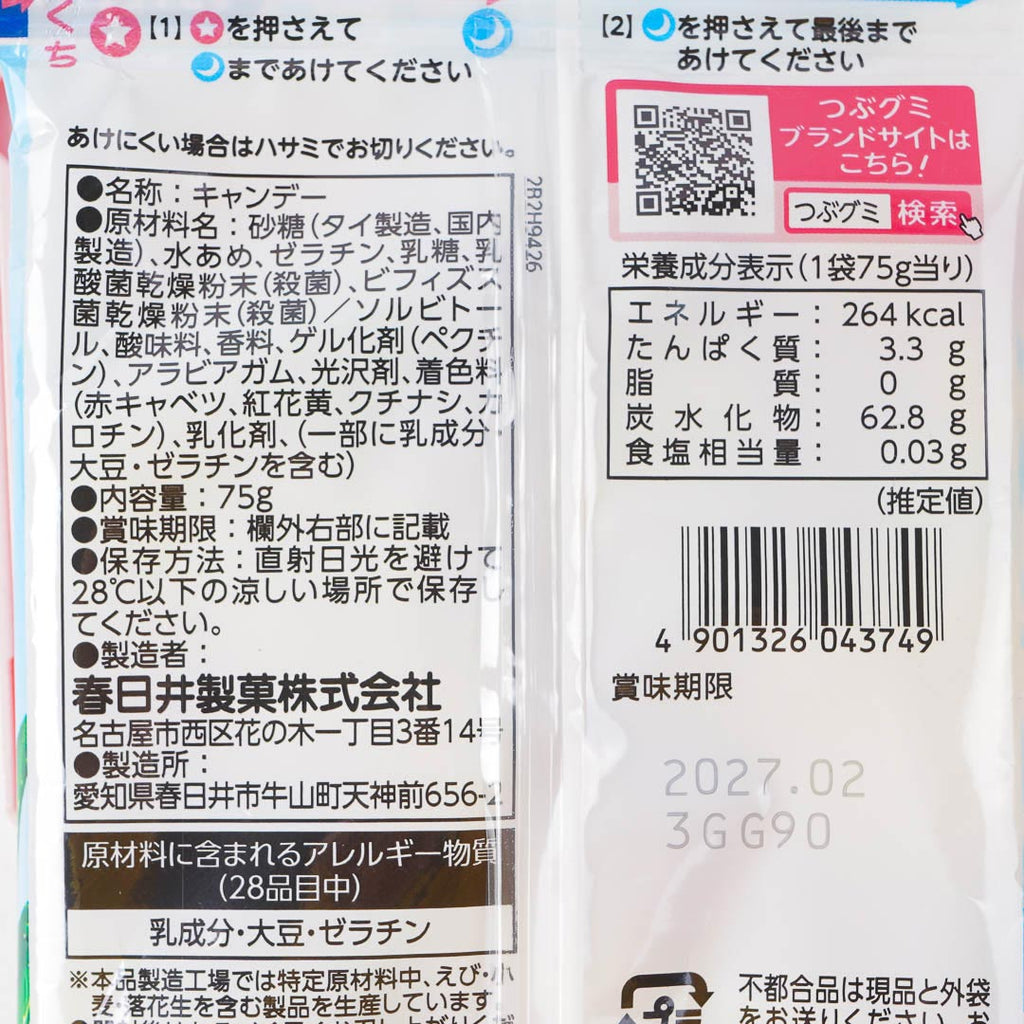 くち
【1】を押さえて
まであけてください
あけにくい場合はハサミでお切りください。
●名称：キャンデー
●原材料名：砂糖（タイ製造、国内
製造）、水あめ、ゼラチン、乳糖、乳
酸菌乾燥粉末（殺菌）、ビフィズス
菌乾燥粉末（殺菌）／ソルビトー
ル、酸味料、香料、ゲル化剤（ペクチ
ン）、アラビアガム、光沢剤、着色料
（赤キャベツ、紅花黄、クチナシ、カ
ロチン）、乳化剤、（一部に乳成分・
大豆・ゼラチンを含む）
●内容量：75g
●賞味期限：欄外右部に記載
●保存方法：直射日光を避けて
28℃以下の涼しい場所で保存し
てください。
●製造者：
春日井製菓株式会社
名古屋市西区花の木一丁目3番14号
●製造所：
愛知県春日井市牛山町天神前656-2
原材料に含まれるアレルギー物質
（28品目中）
乳成分・大豆・ゼラチン
※本品製造工場では特定原材料中、えび・小
麦・落花生を含む製品を生産しています。
2R2H9426
【2】を押さえて最後まで
あけてください
つぶグミ
ブランドサイトは
こちら！
つぶグミ 検索
栄養成分表示（1袋75g当り）
エネルギー：264 kcal
たんぱく質：3.3 g
脂質：0 g
炭水化物：62.8 g
食塩相当量：0.03 g
（推定値）
4 901326 043749
賞味期限
2027.02
3GG90
不都合品は現品と外袋